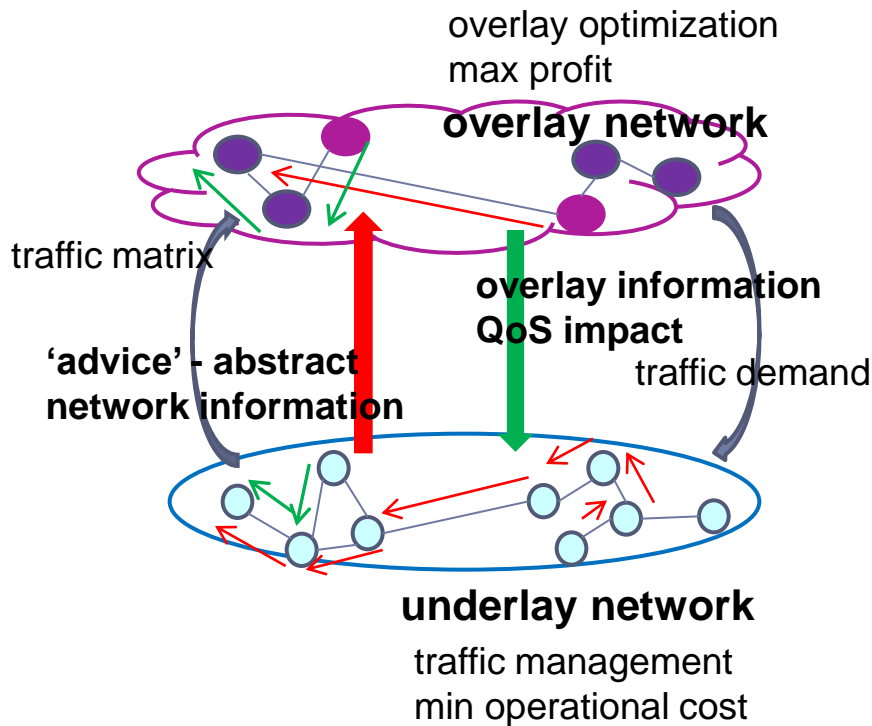 overlay optimization
max profit
overlay network
traffic matrix
overlay information
QoS impact
'advice' - abstract
network information
traffic demand
underlay network
traffic management
min operational cost